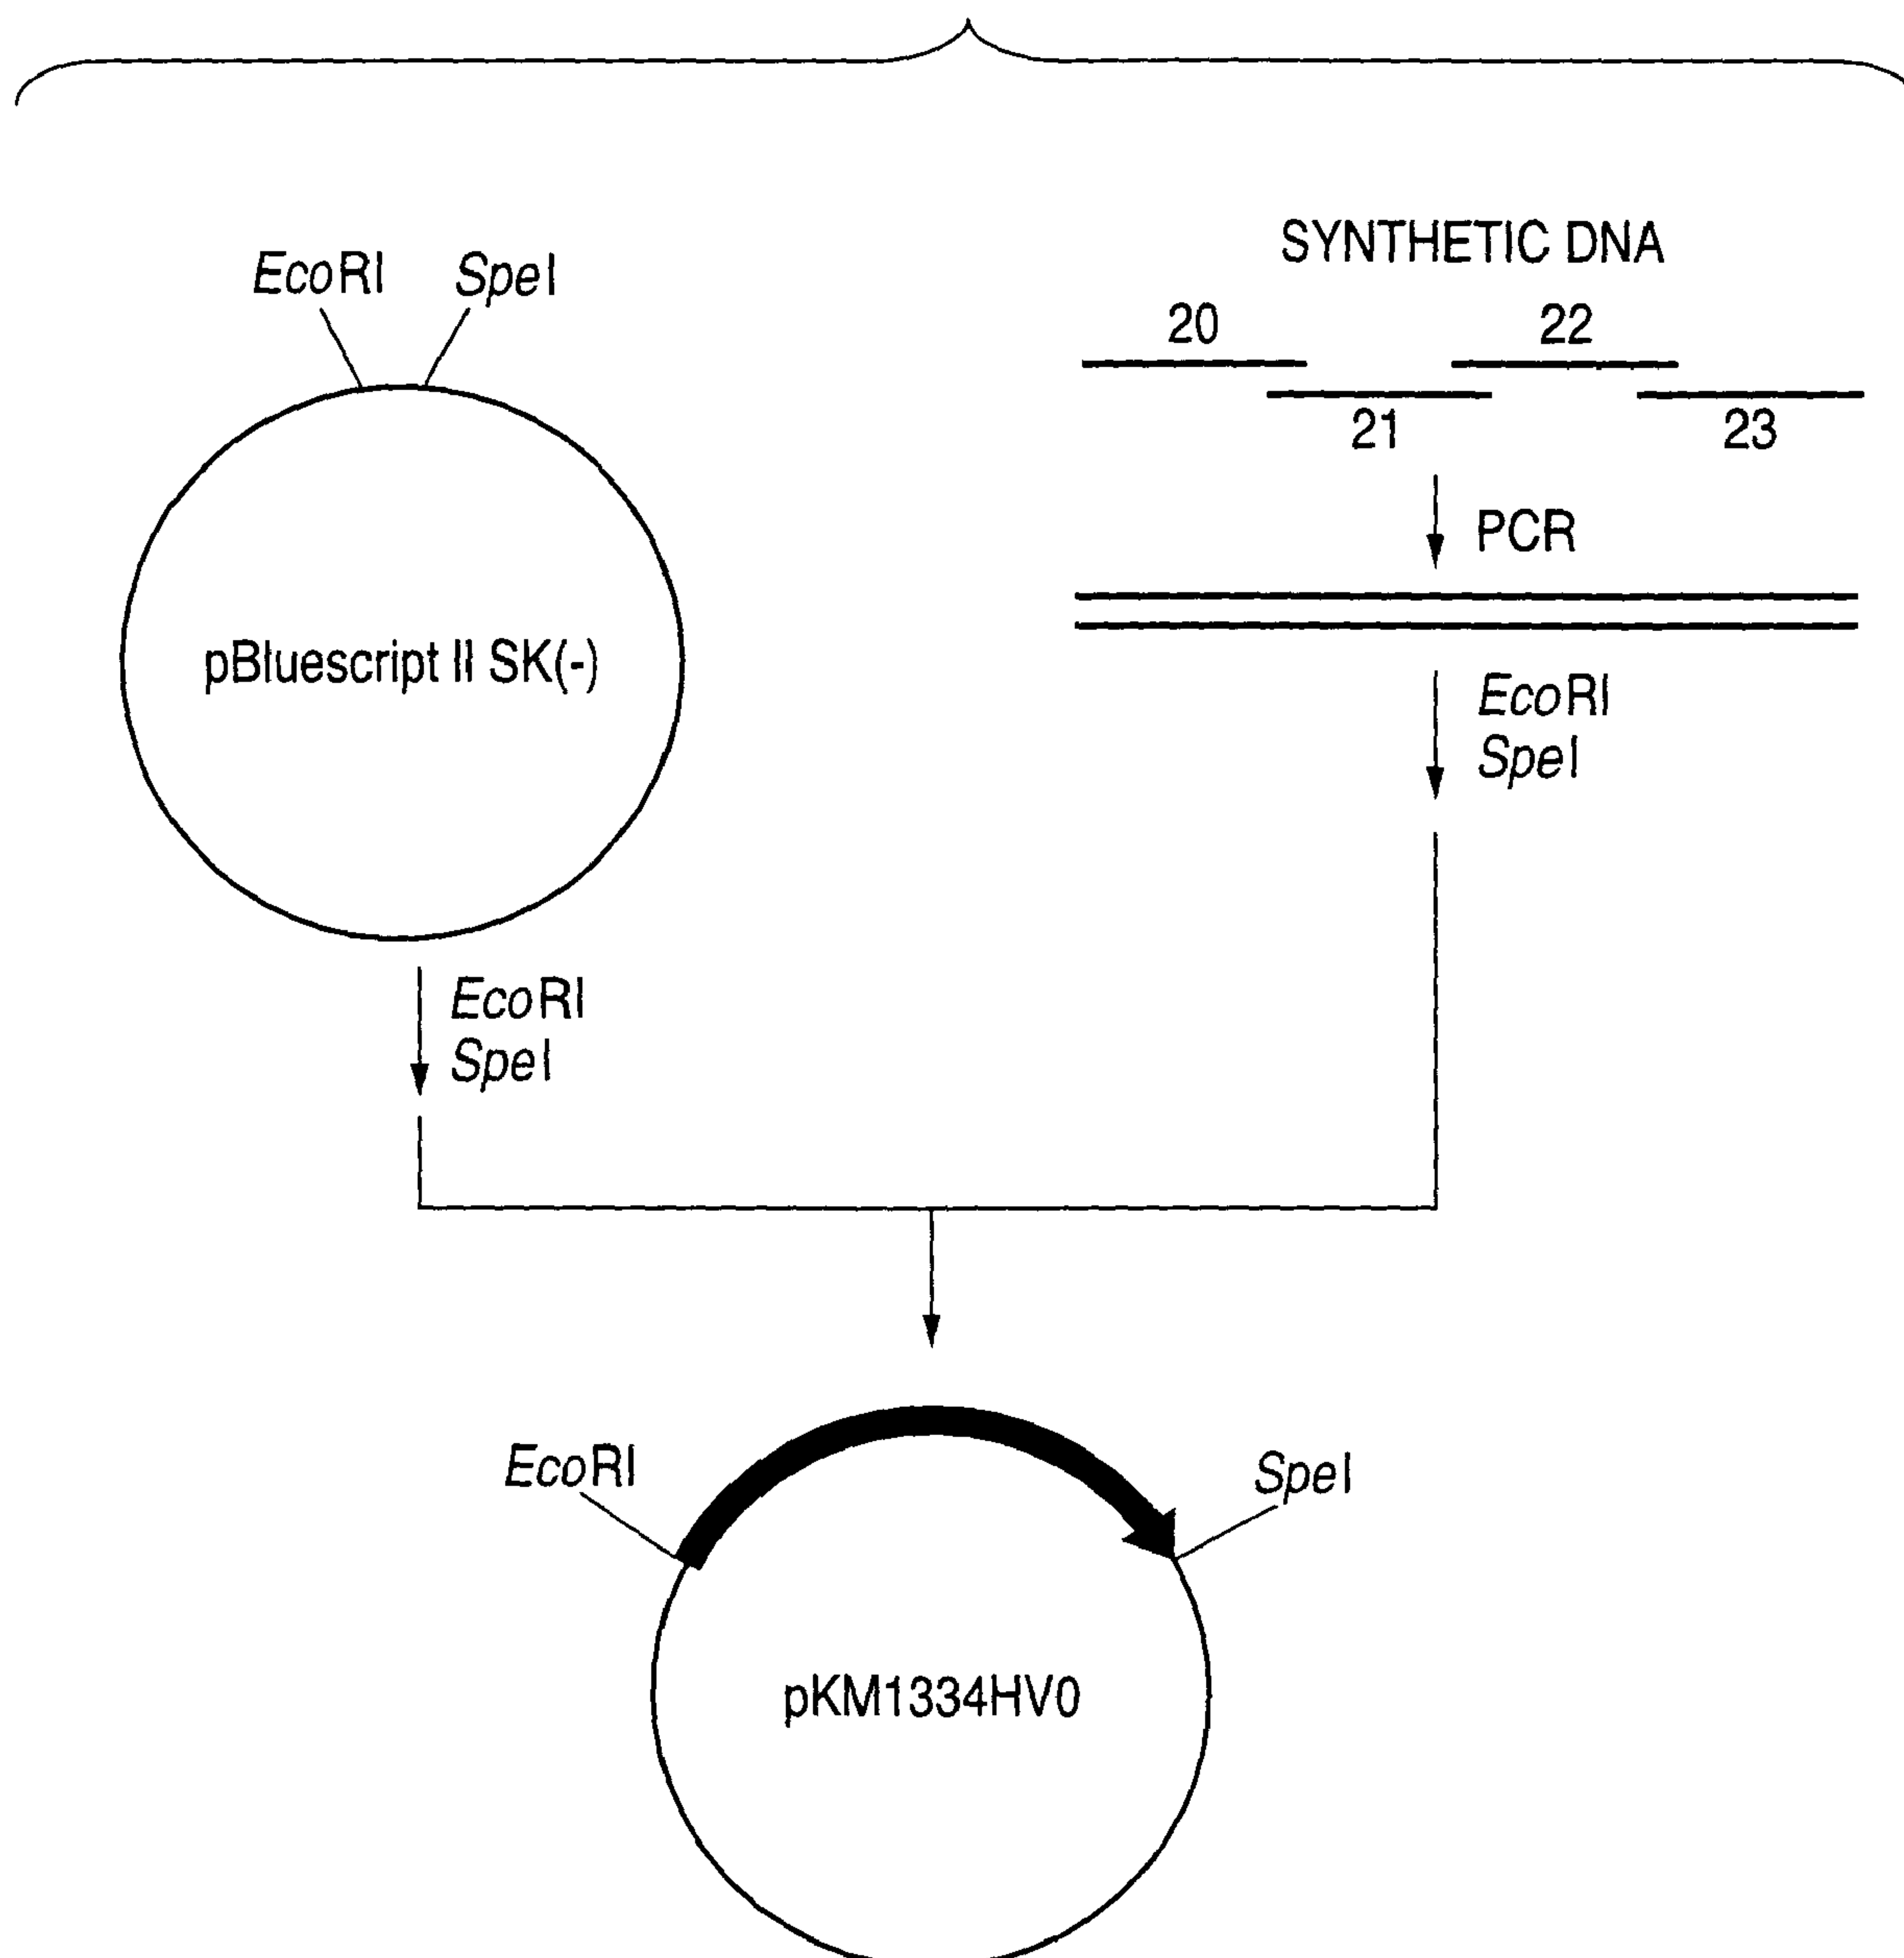 SYNTHETIC DNA
EcoRI SpeI
20 22
21 23
PCR
pBluescript II SK(-)
EcoRI
SpeI
EcoRI
SpeI
EcoRI SpeI
pKM1334HV0